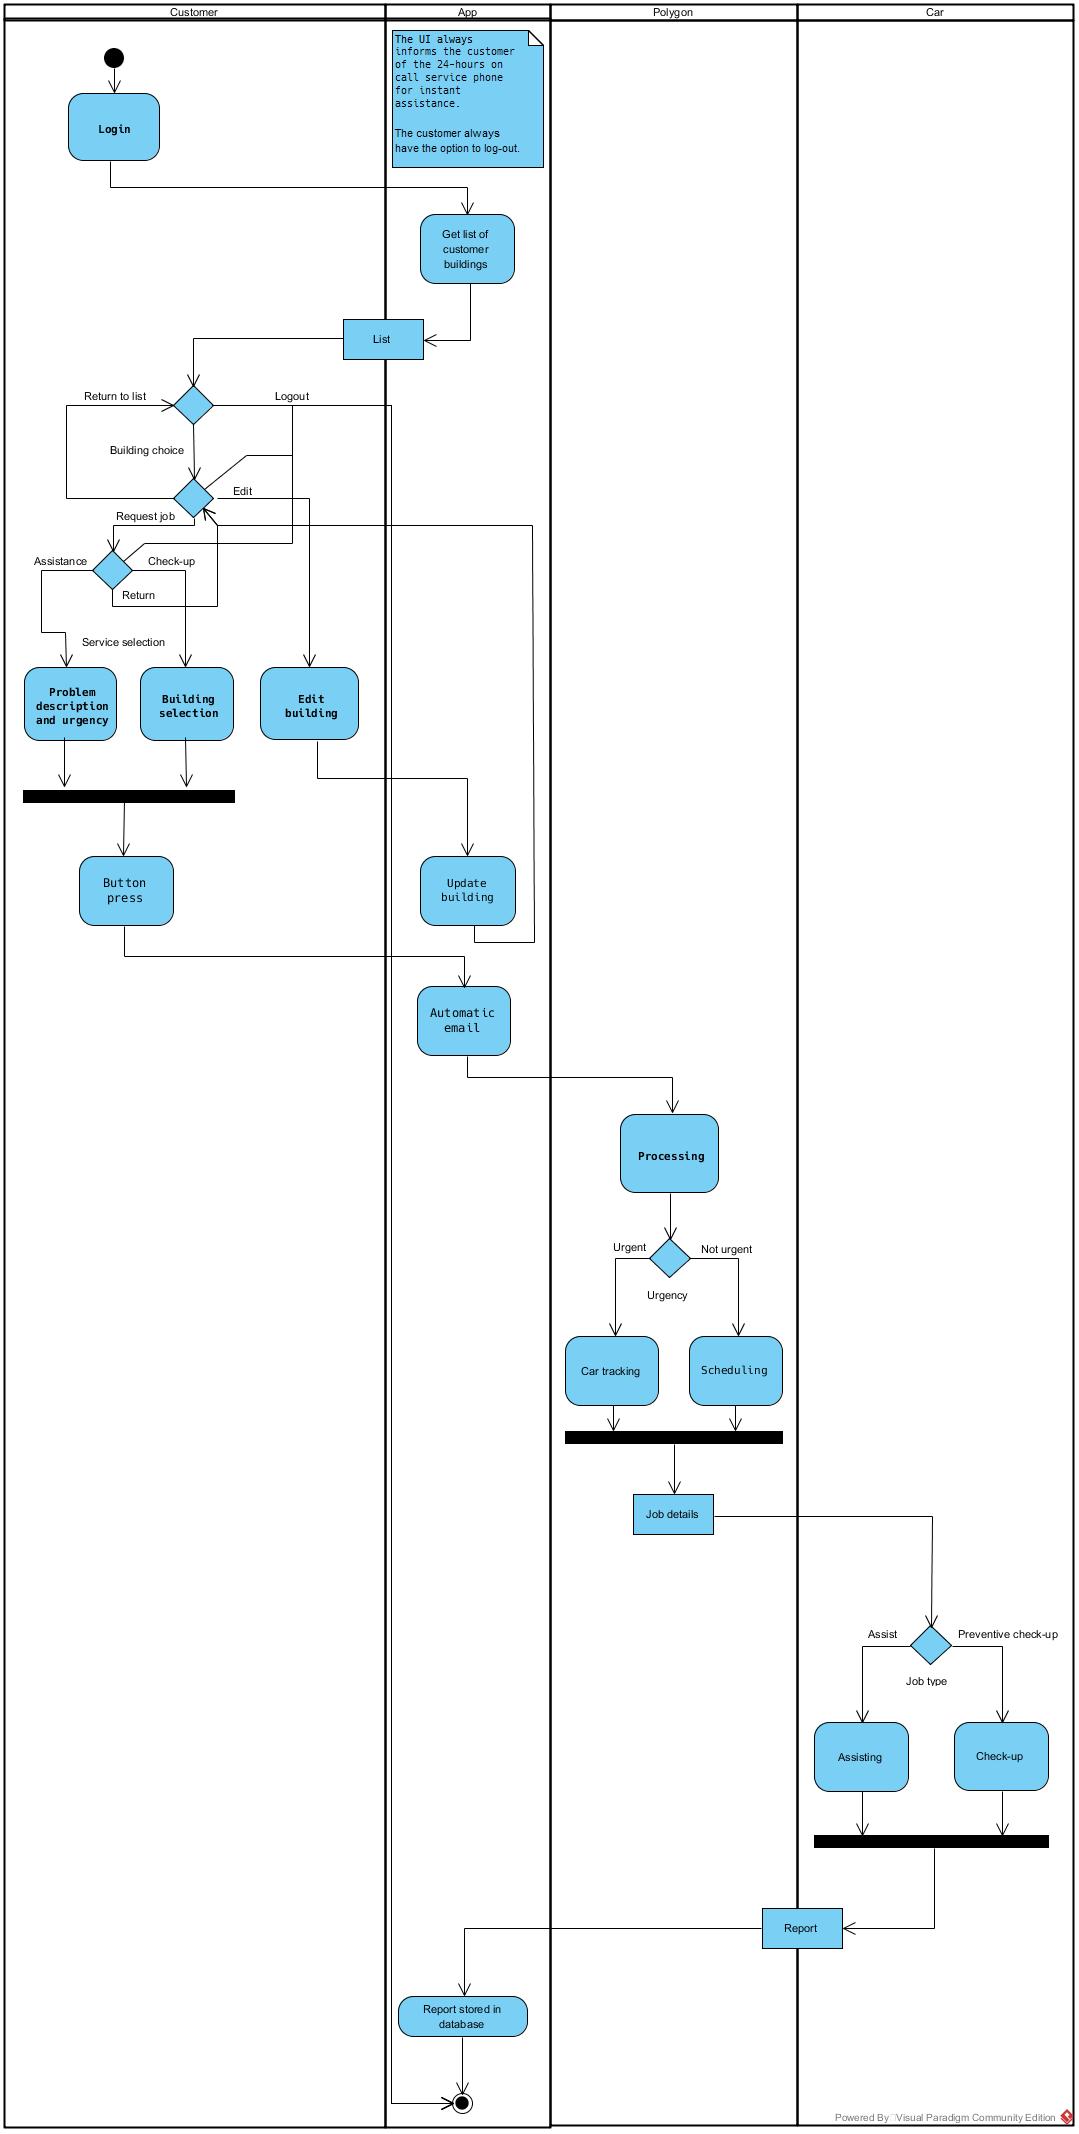 Customer
App
Polygon
Car
The UI always
informs the customer
of the 24-hours on
call service phone
for instant
assistance.
The customer always
have the option to log-out.
Login
Get list of
customer
buildings
List
Return to list
Logout
Building choice
Edit
Request job
Assistance
Check-up
Return
Service selection
Problem
description
and urgency
Building
selection
Edit
building
Button
press
Update
building
Automatic
email
Processing
Urgent
Not urgent
Urgency
Car tracking
Scheduling
Job details
Assist
Preventive check-up
Job type
Assisting
Check-up
Report
Report stored in
database
Powered By Visual Paradigm Community Edition